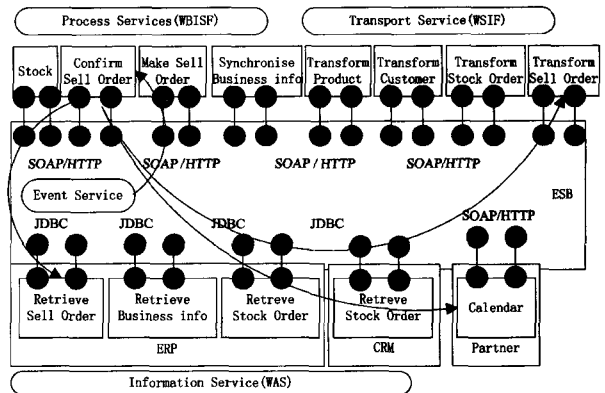 Process Services(WBISF)
Transport Service(WSIF)
Stock
Confirm
Sell Order
Make Sell
Order
Synchronise
Business info
Transform
Product
Transform
Customer
Transform
Stock Order
Transform
Sell Order
SOAP/HTTP
SOAP/HTTP
SOAP/HTTP
SOAP/HTTP
Event Service
ESB
SOAP/HTTP
JDBC
JDBC
JDBC
JDBC
Retrieve
Sell Order
Retrieve
Business info
Retreve
Stock Order
Retreve
Stock Order
Calendar
ERP
CRM
Partner
Information Service(WAS)